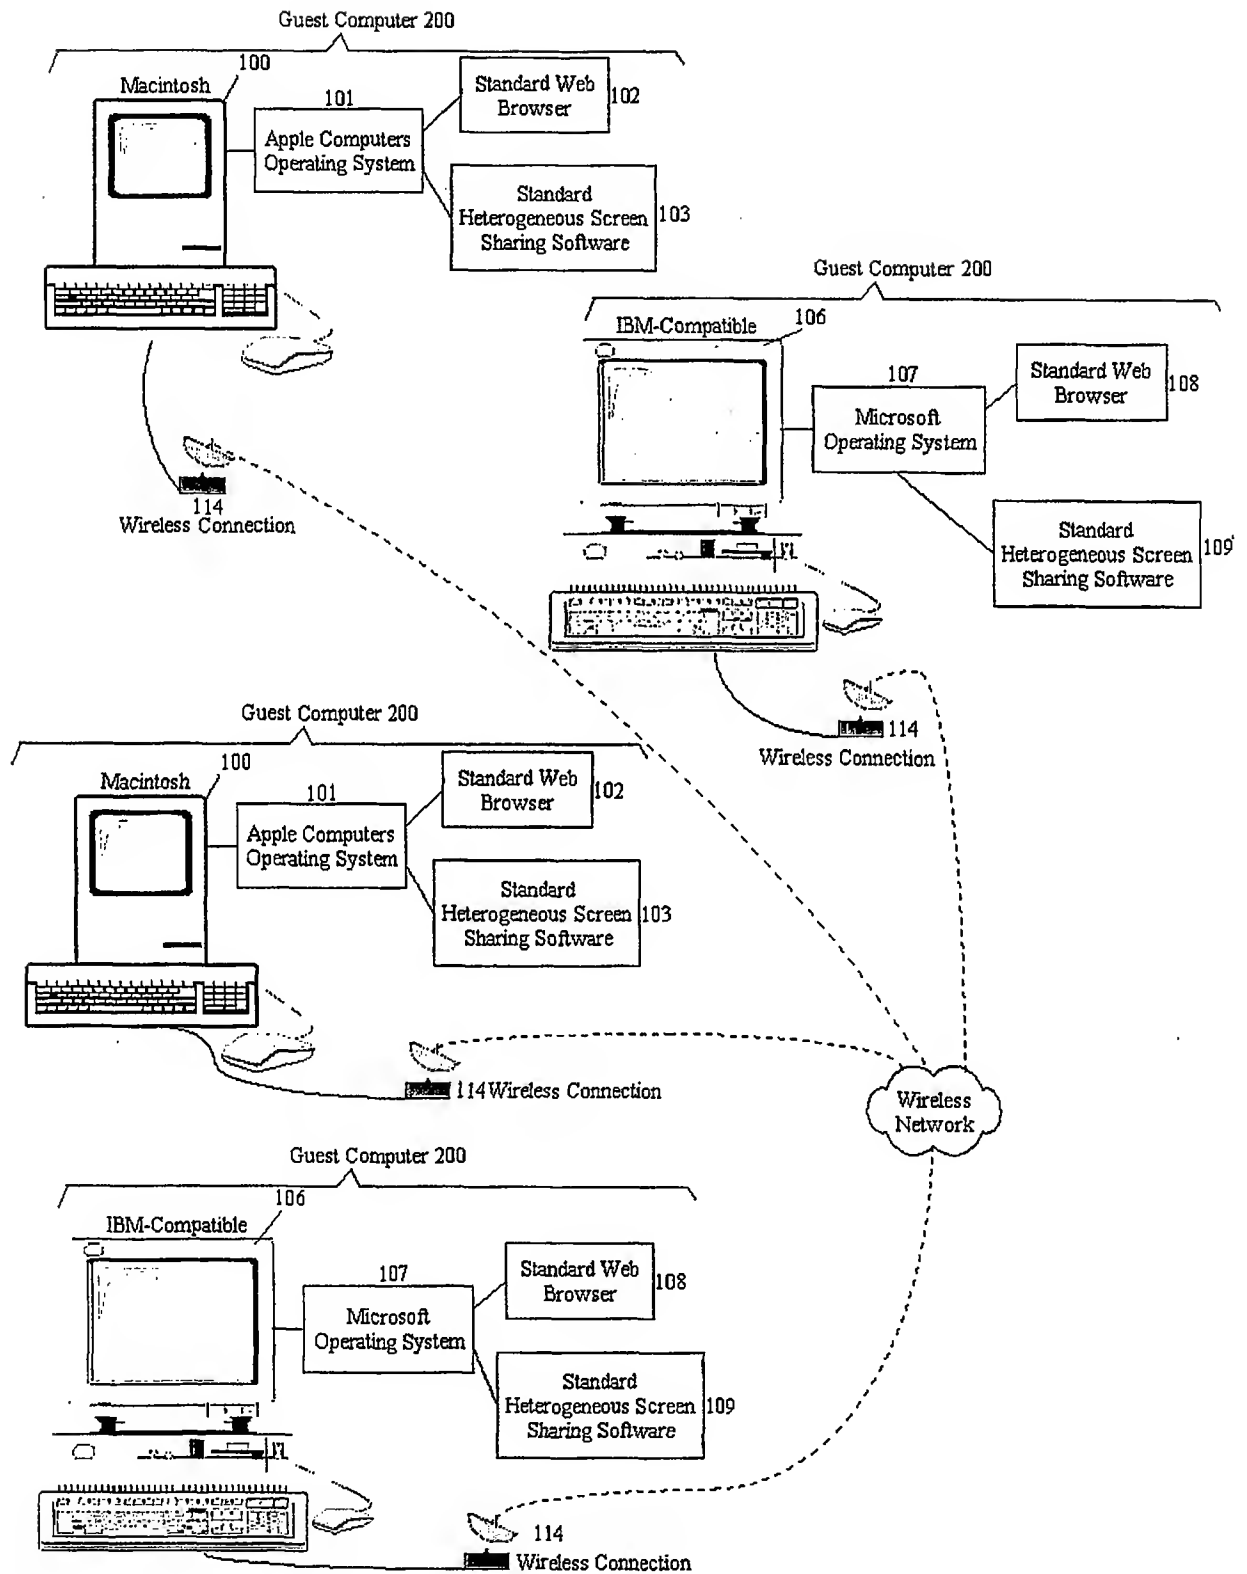 Guest Computer 200
100
Macintosh
101
Apple Computers
Operating System
Standard Web
Browser
102
Standard
Heterogeneous Screen
Sharing Software
103
114
Wireless Connection
Guest Computer 200
106
IBM-Compatible
107
Microsoft
Operating System
Standard Web
Browser
108
Standard
Heterogeneous Screen
Sharing Software
109
114
Wireless Connection
Guest Computer 200
100
Macintosh
101
Apple Computers
Operating System
Standard Web
Browser
102
Standard
Heterogeneous Screen
Sharing Software
103
114 Wireless Connection
Wireless
Network
Guest Computer 200
106
IBM-Compatible
107
Microsoft
Operating System
Standard Web
Browser
108
Standard
Heterogeneous Screen
Sharing Software
109
114
Wireless Connection